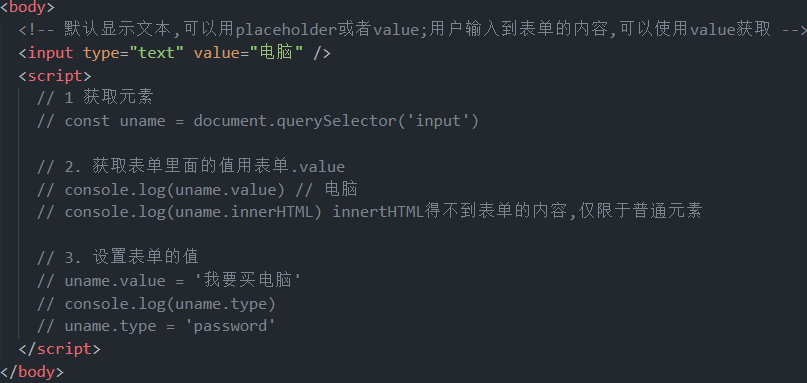 <body>
<!-- 默认显示文本,可以用placeholder或者value;用户输入到表单的内容,可以使用value获取 -->
<input type="text" value="电脑" />
<script>
// 1 获取元素
// const uname = document.querySelector('input')
// 2. 获取表单里面的值用表单.value
// console.log(uname.value) // 电脑
// console.log(uname.innerHTML) innertHTML得不到表单的内容,仅限于普通元素
// 3. 设置表单的值
// uname.value = '我要买电脑'
// console.log(uname.type)
// uname.type = 'password'
</script>
</body>